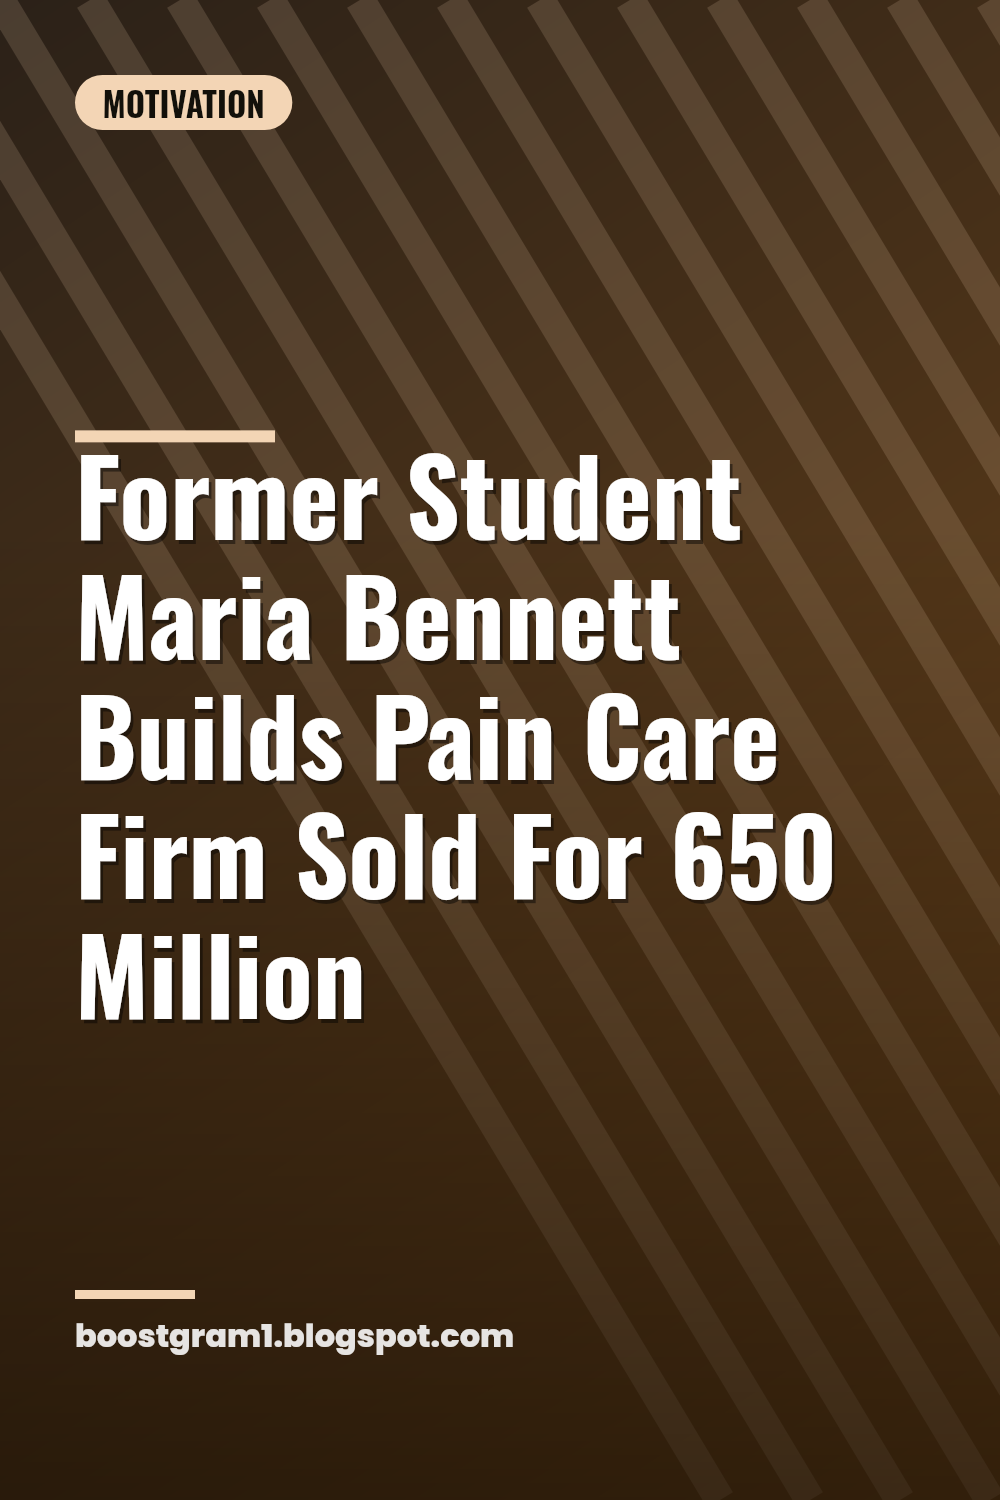 MOTIVATION
Former Student
Maria Bennett
Builds Pain Care
Firm Sold For 650
Million
boostgram1.blogspot.com